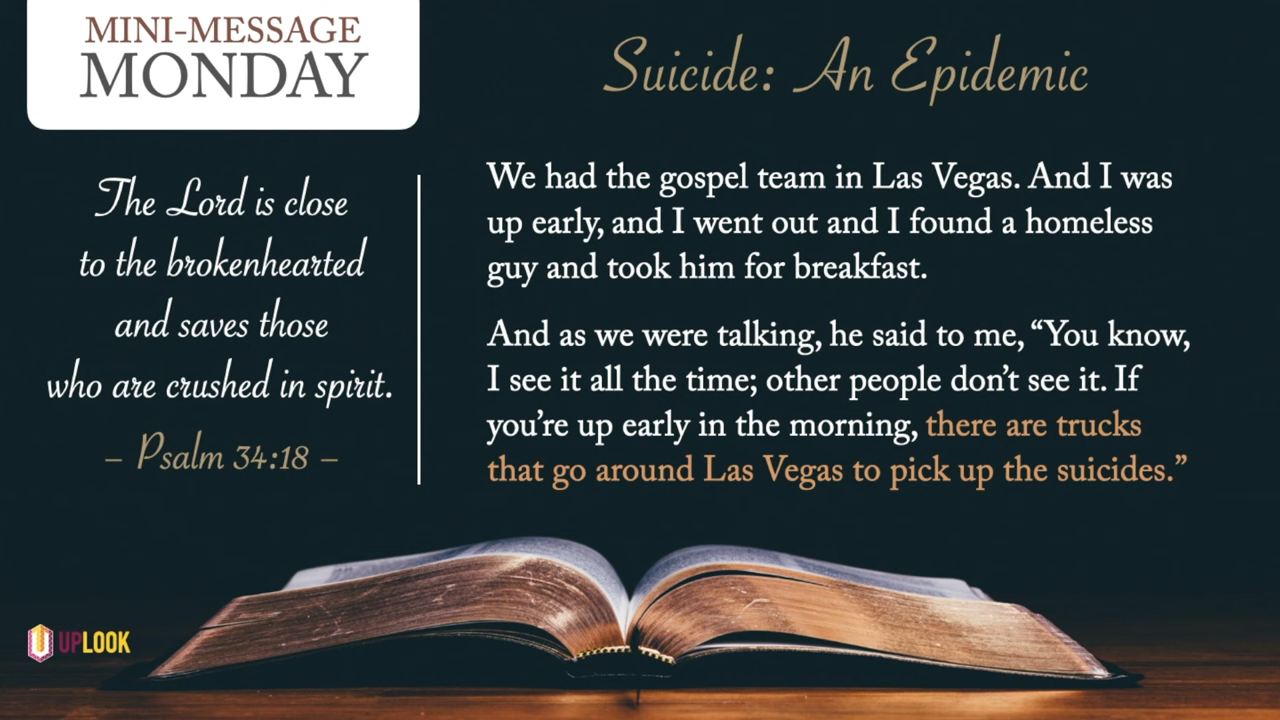 MINI-MESSAGE
MONDAY
Suicide: An Epidemic
The Lord is close
to the brokenhearted
and saves those
who are crushed in spirit.
– Psalm 34:18 –
We had the gospel team in Las Vegas. And I was
up early, and I went out and I found a homeless
guy and took him for breakfast.
And as we were talking, he said to me, “You know,
I see it all the time; other people don’t see it. If
you’re up early in the morning, there are trucks
that go around Las Vegas to pick up the suicides.”
UPLOOK